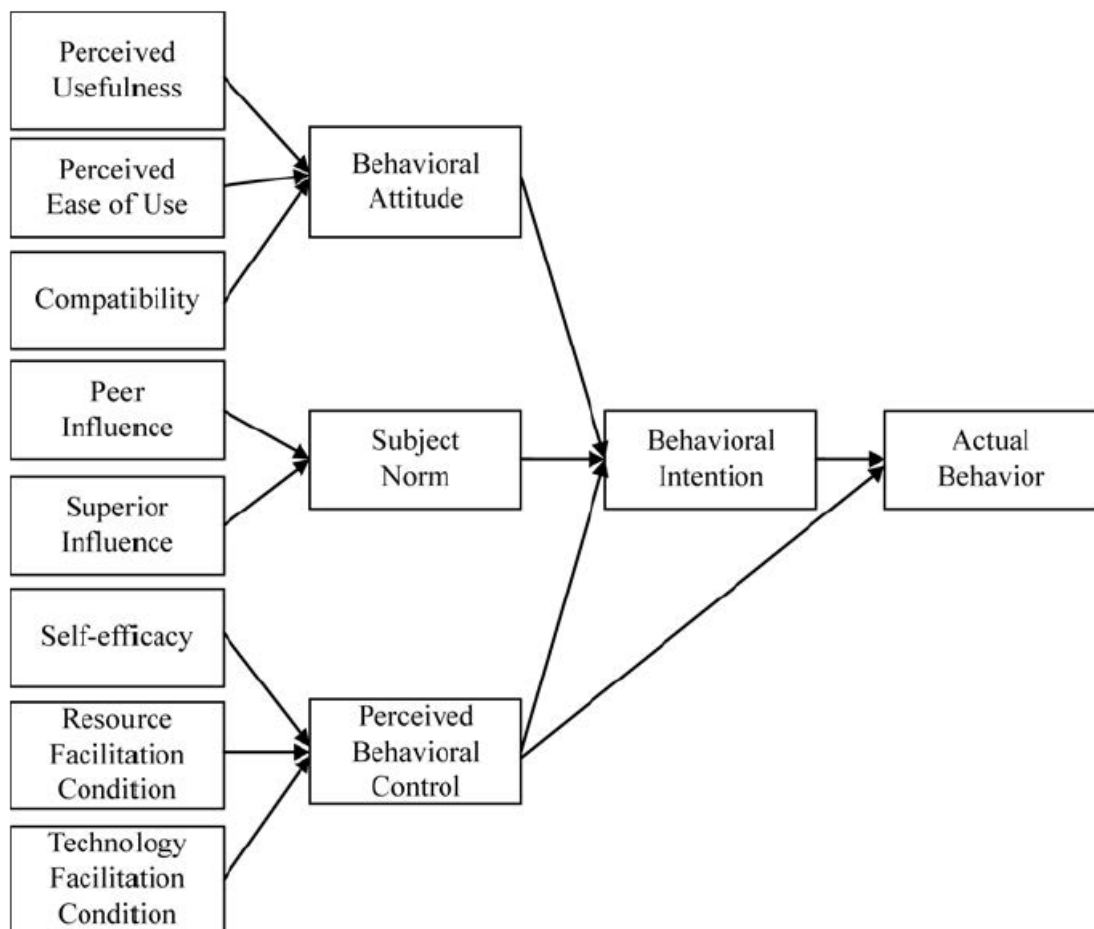 Perceived
Usefulness
Perceived
Ease of Use
Compatibility
Peer
Influence
Superior
Influence
Self-efficacy
Resource
Facilitation
Condition
Technology
Facilitation
Condition
Behavioral
Attitude
Subject
Norm
Perceived
Behavioral
Control
Behavioral
Intention
Actual
Behavior